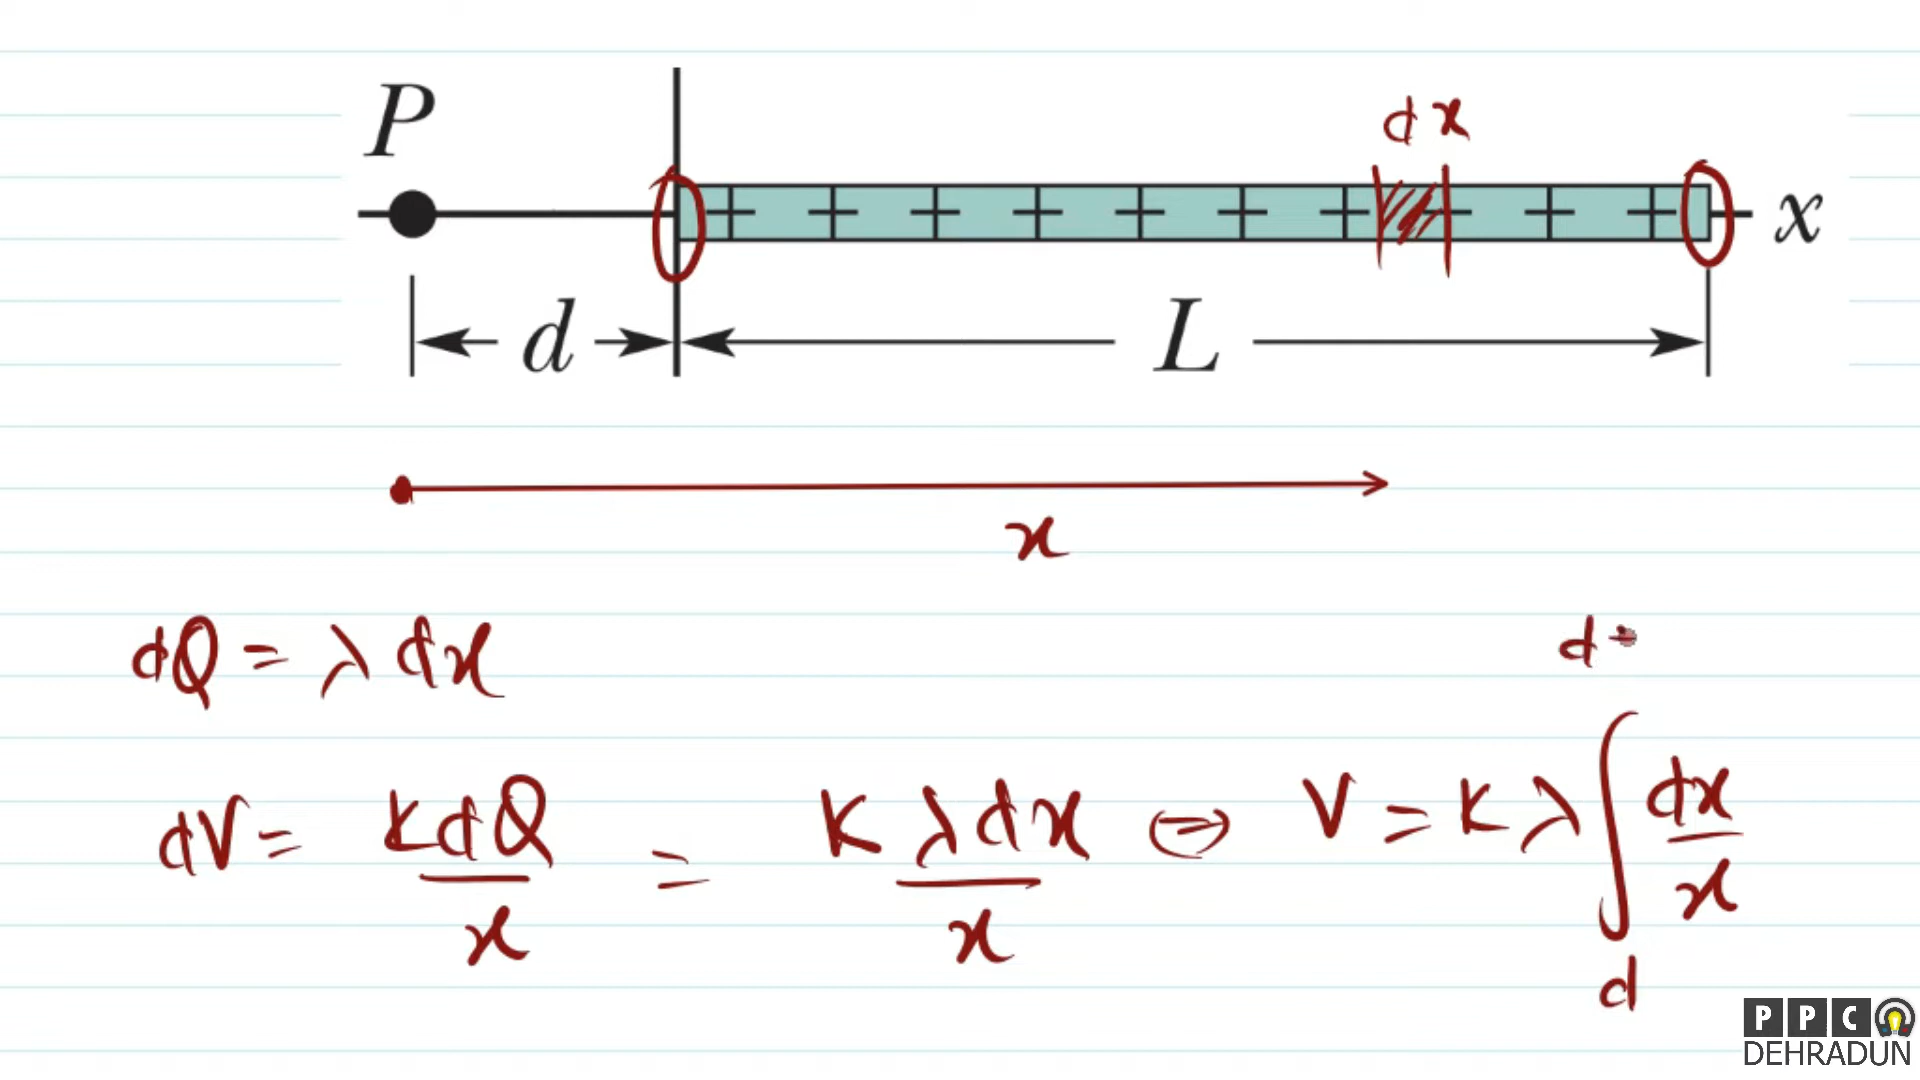 P
dx
x
d
L
x
dQ = λ dx
d
dV = KdQ/x = Kλdx/x ⇒ V = Kλ∫dx/x
d
PPC
DEHRADUN